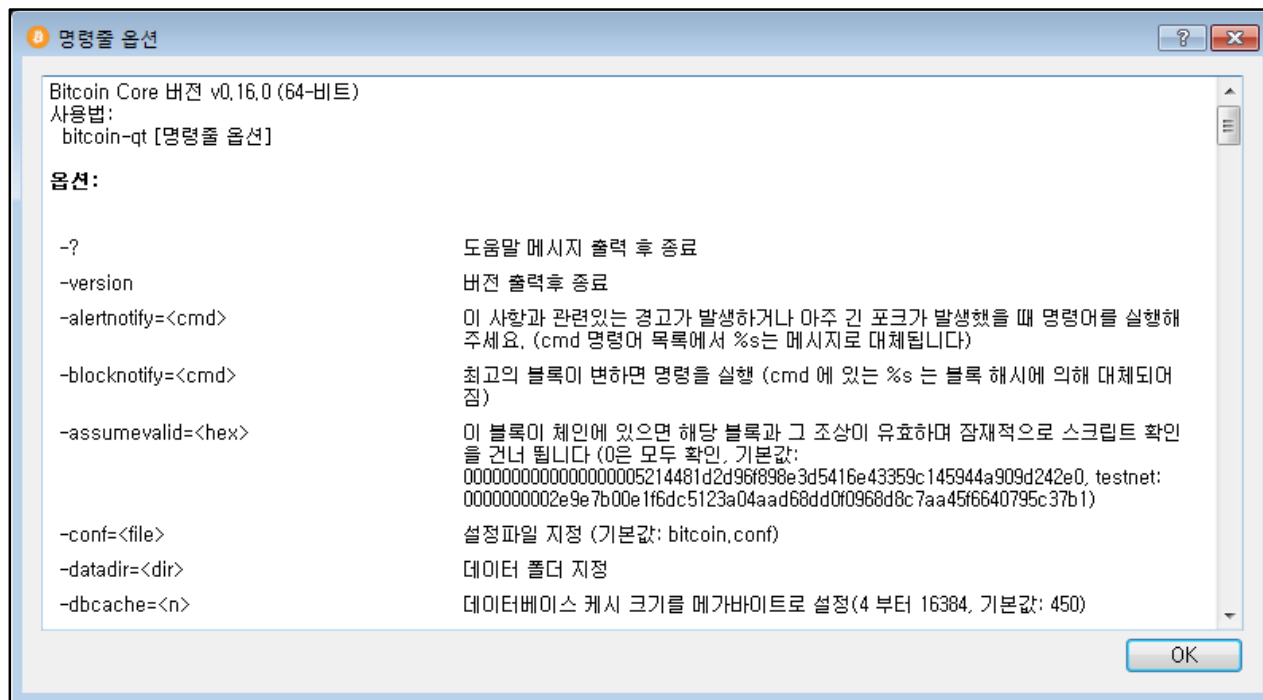 명령줄 옵션
Bitcoin Core 버전 v0.16.0 (64-비트)
사용법:
bitcoin-qt [명령줄 옵션]
옵션:
-? 도움말 메시지 출력 후 종료
-version 버전 출력후 종료
-alertnotify=<cmd> 이 사항과 관련있는 경고가 발생하거나 아주 긴 포크가 발생했을 때 명령어를 실행해
주세요. (cmd 명령어 목록에서 %s는 메시지로 대체됩니다)
-blocknotify=<cmd> 최고의 블록이 변하면 명령을 실행 (cmd 에 있는 %s 는 블록 해시에 의해 대체되어
짐)
-assumevalid=<hex> 이 블록이 체인에 있으면 해당 블록과 그 조상이 유효하며 잠재적으로 스크립트 확인
을 건너 뜁니다 (0은 모두 확인, 기본값:
0000000000000000005214481d2d96f898e3d5416e43359c145944a909d242e0, testnet:
0000000002e9e7b00e1f6dc5123a04aad68dd0f0968d8c7aa45f6640795c37b1)
-conf=<file> 설정파일 지정 (기본값: bitcoin.conf)
-datadir=<dir> 데이터 폴더 지정
-dbcache=<n> 데이터베이스 케시 크기를 메가바이트로 설정(4 부터 16384, 기본값: 450)
OK